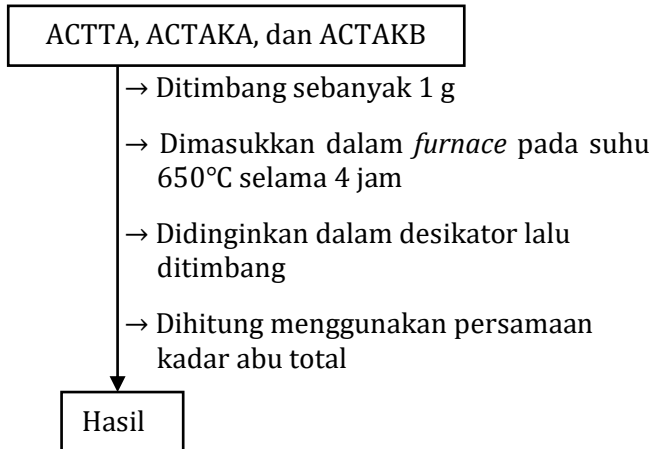 ACTTA, ACTAKA, dan ACTAKB
→ Ditimbang sebanyak 1 g
→ Dimasukkan dalam furnace pada suhu
650°C selama 4 jam
→ Didinginkan dalam desikator lalu
ditimbang
→ Dihitung menggunakan persamaan
kadar abu total
Hasil